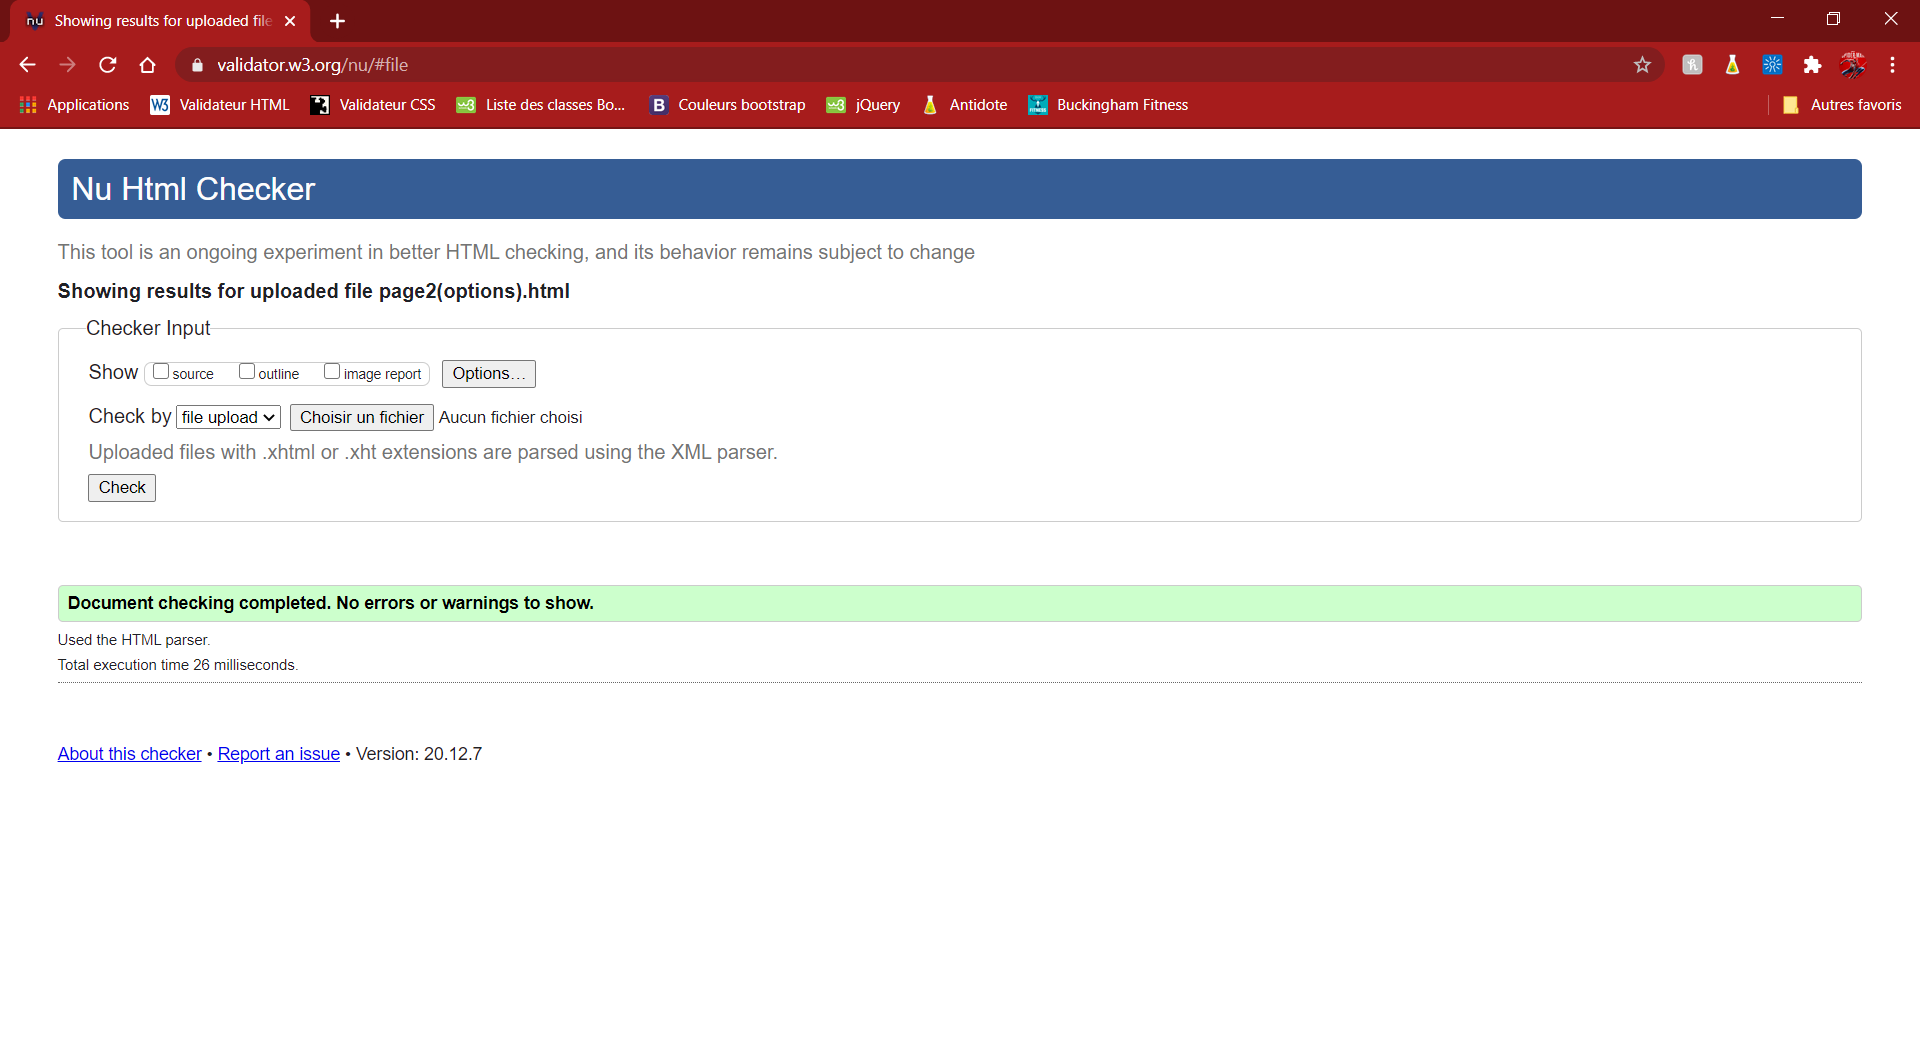 nu Showing results for uploaded file
validator.w3.org/nu/#file
Applications W3 Validateur HTML Validateur CSS w3 Liste des classes Bo... B Couleurs bootstrap w3 jQuery Antidote FITNESS Buckingham Fitness Autres favoris
Nu Html Checker
This tool is an ongoing experiment in better HTML checking, and its behavior remains subject to change
Showing results for uploaded file page2(options).html
Checker Input
Show source outline image report Options...
Check by file upload Choisir un fichier Aucun fichier choisi
Uploaded files with .xhtml or .xht extensions are parsed using the XML parser.
Check
Document checking completed. No errors or warnings to show.
Used the HTML parser.
Total execution time 26 milliseconds.
About this checker • Report an issue • Version: 20.12.7